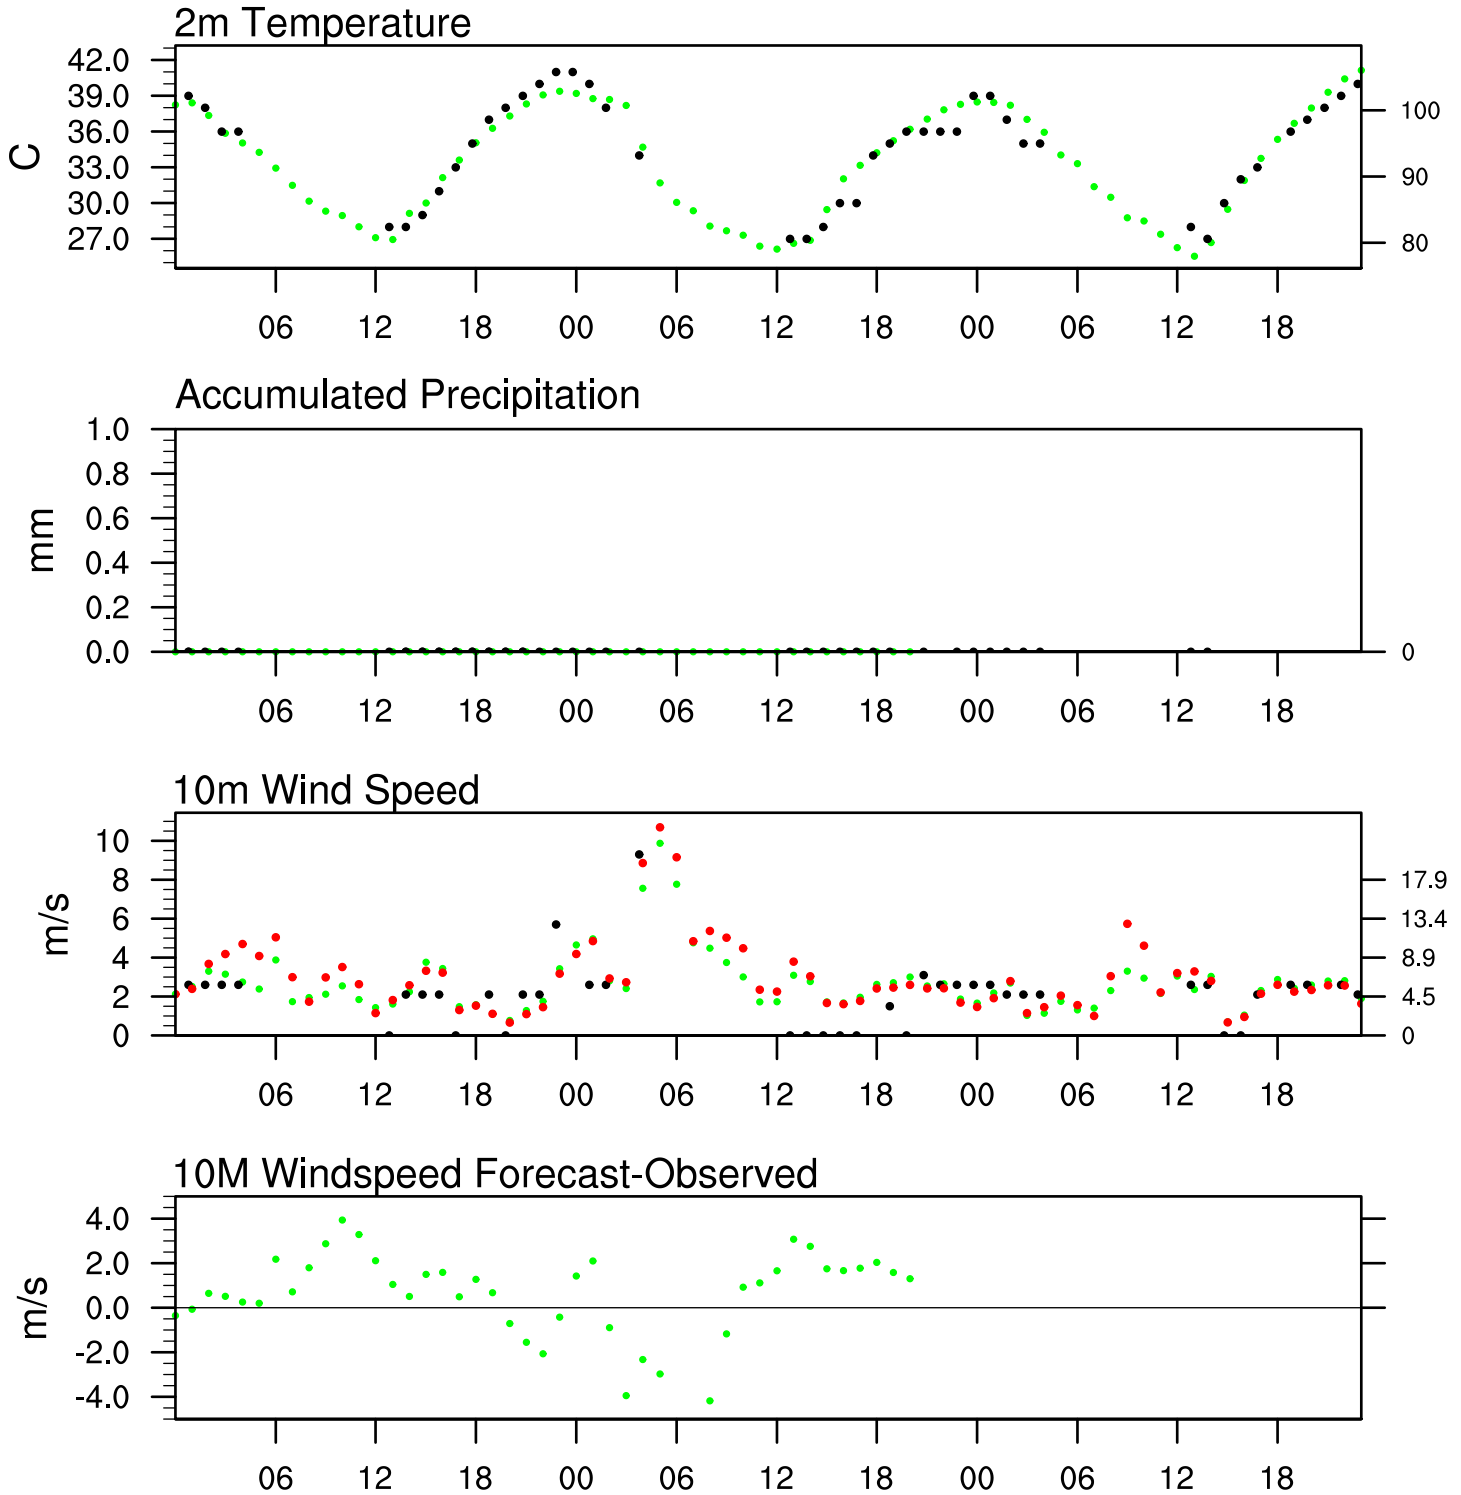 2m Temperature
42.0
39.0
36.0
33.0
30.0
27.0
C
100
90
80
06 12 18 00 06 12 18 00 06 12 18
Accumulated Precipitation
1.0
0.8
0.6
0.4
0.2
0.0
mm
0
06 12 18 00 06 12 18 00 06 12 18
10m Wind Speed
10
8
6
4
2
0
m/s
17.9
13.4
8.9
4.5
0
06 12 18 00 06 12 18 00 06 12 18
10M Windspeed Forecast-Observed
4.0
2.0
0.0
-2.0
-4.0
m/s
06 12 18 00 06 12 18 00 06 12 18